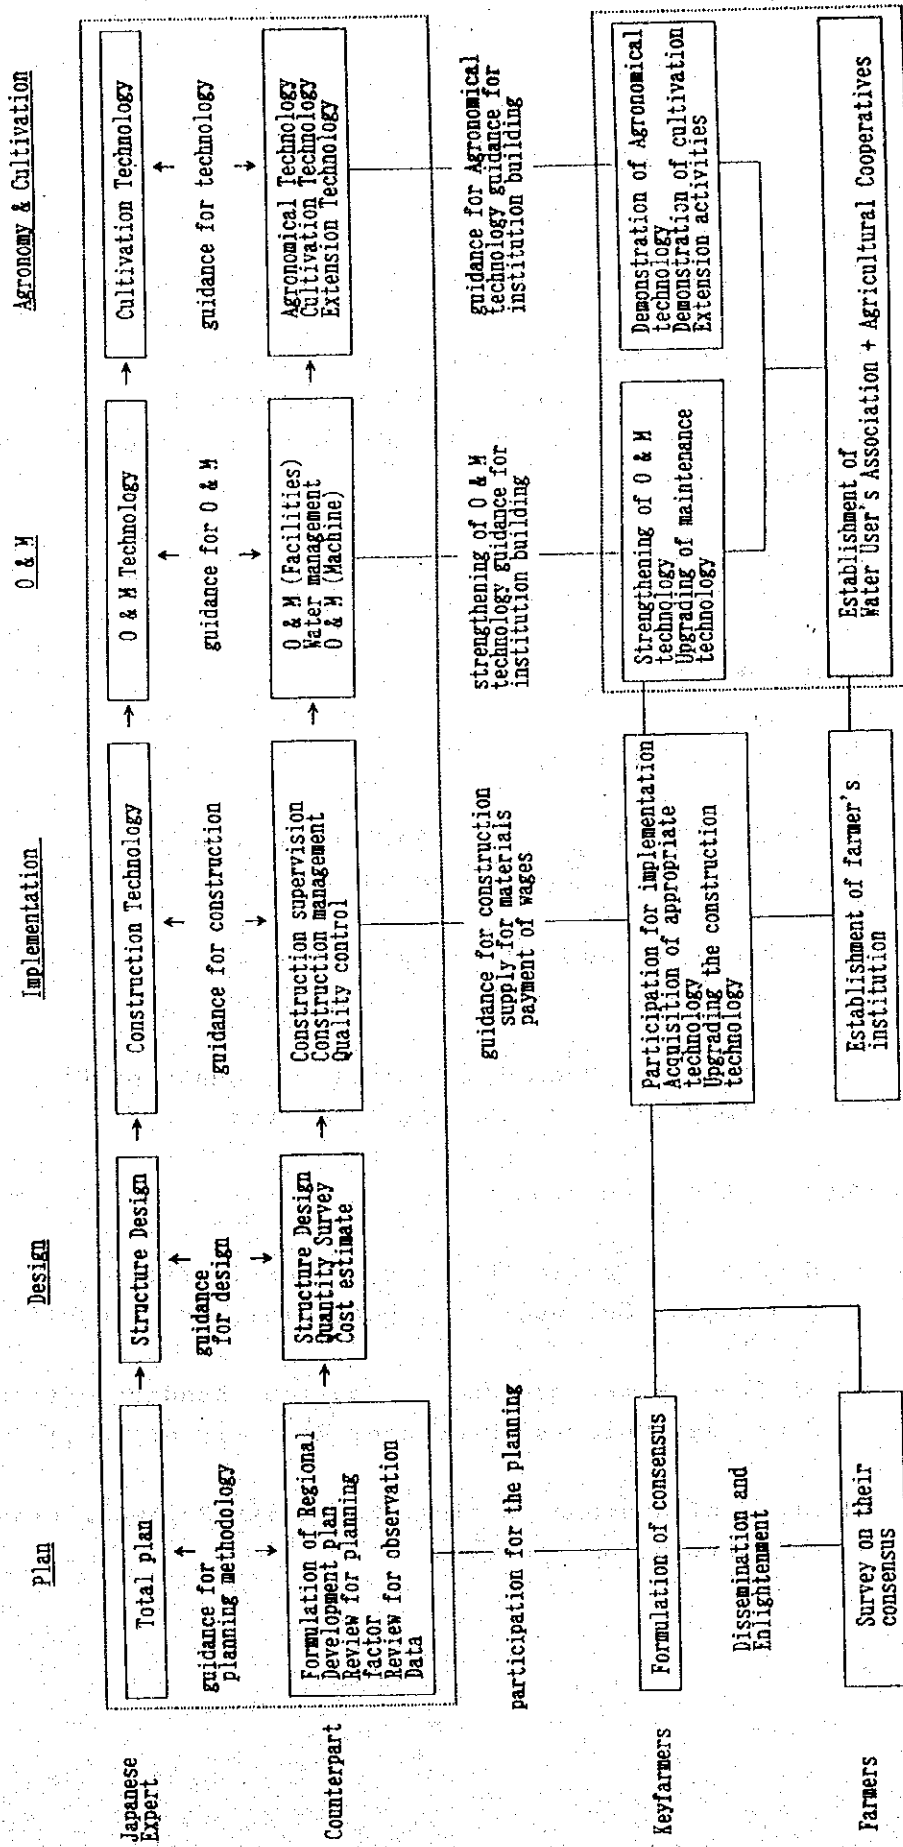 Plan
Design
Implementation
O & M
Agronomy & Cultivation
Japanese
Expert
Total plan
Structure Design
Construction Technology
O & M Technology
Cultivation Technology
guidance for
planning methodology
guidance
for design
guidance for construction
guidance for O & M
guidance for technology
Counterpart
Formulation of Regional
Development plan
Review for planning
factor
Review for observation
Data
Structure Design
Quantity Survey
Cost estimate
Construction supervision
Construction management
Quality control
O & M (Facilities)
Water management
O & M (Machine)
Agronomical Technology
Cultivation Technology
Extension Technology
participation for the planning
guidance for construction
supply for materials
payment of wages
strengthening of O & M
technology guidance for
institution building
guidance for Agronomical
technology guidance for
institution building
Keyfarmers
Formulation of consensus
Participation for implementation
Acquisition of appropriate
technology
Upgrading the construction
technology
Strengthening of O & M
technology
Upgrading of maintenance
technology
Demonstration of Agronomical
technology
Demonstration of cultivation
Extension activities
Dissemination and
Enlightenment
Farmers
Survey on their
consensus
Establishment of farmer's
institution
Establishment of
Water User's Association + Agricultural Cooperatives